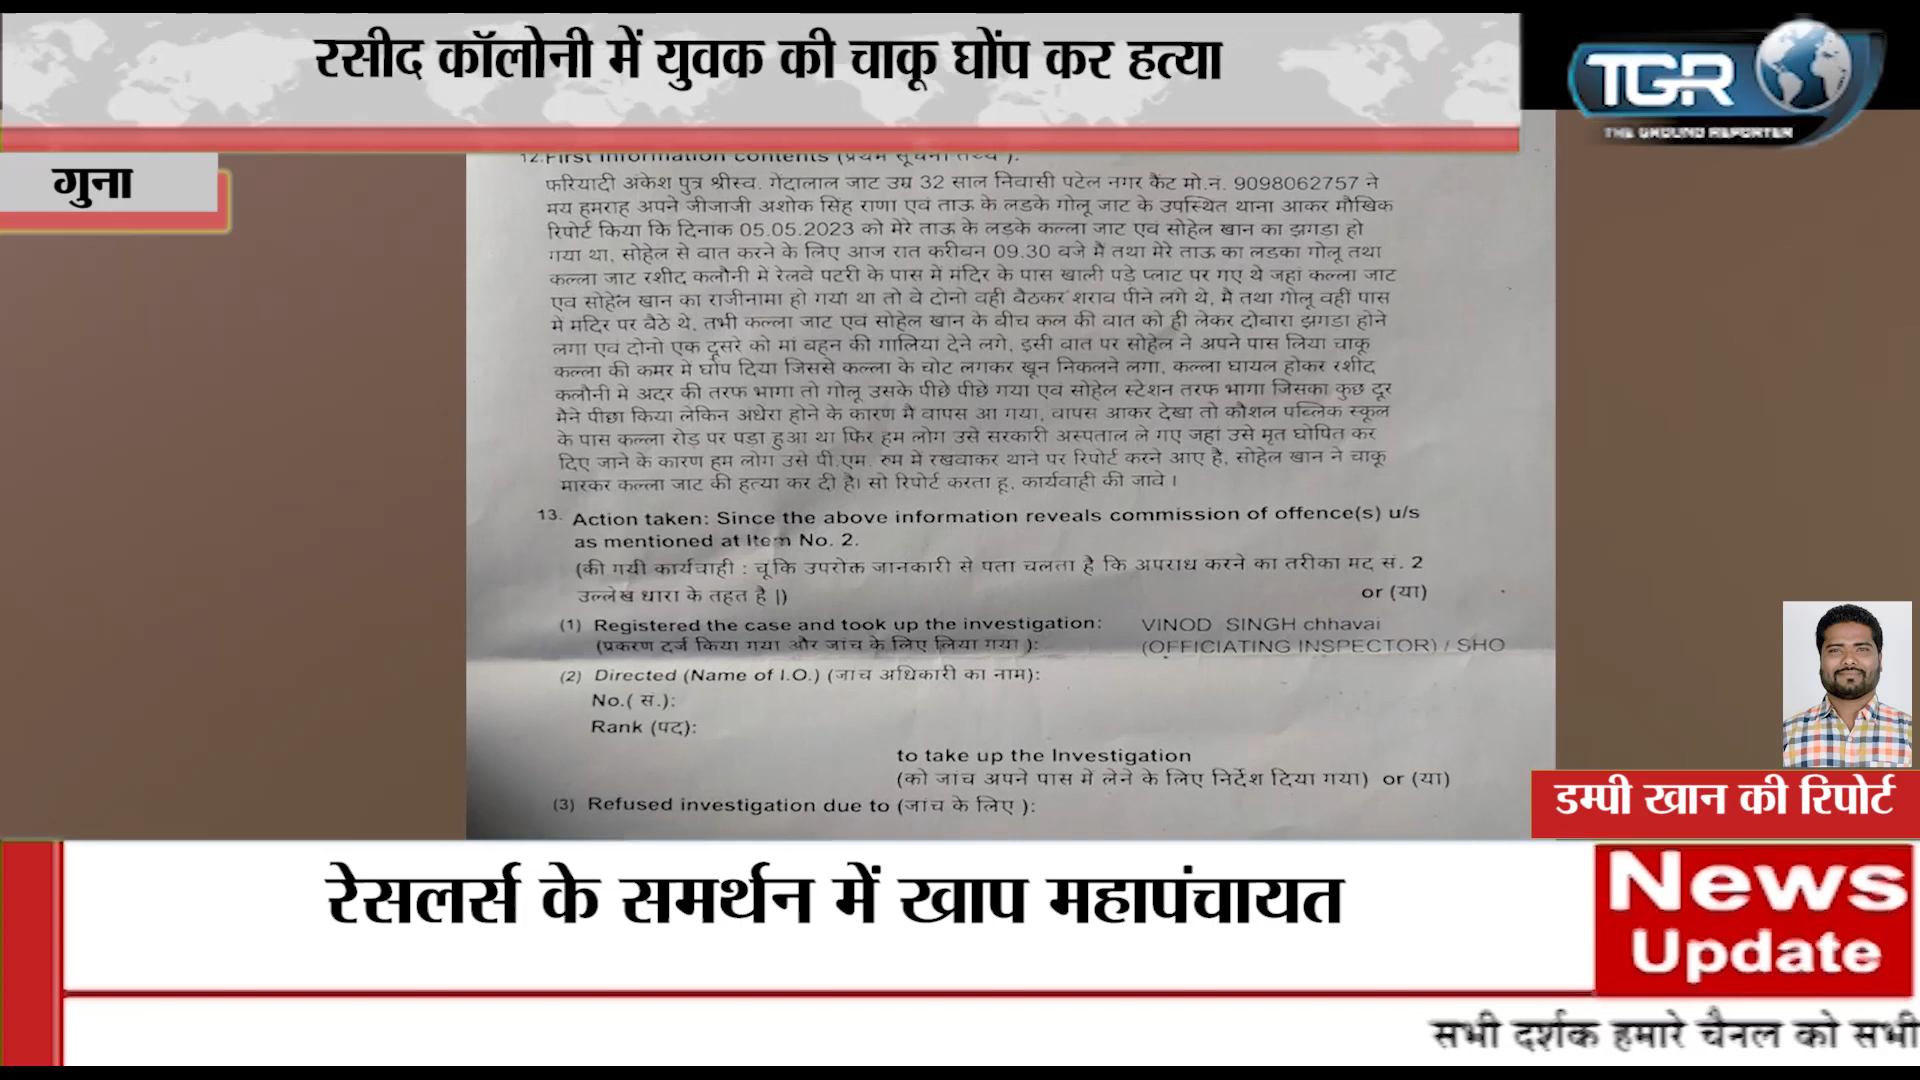 रसीद कॉलोनी में युवक की चाकू घोंप कर हत्या
TGR
THE GROUND REPORTER
गुना
12.First Information contents (प्रथम सूचना तथ्य ):
फरियादी अंकेश पुत्र श्रीस्व. गेंदालाल जाट उम्र 32 साल निवासी पटेल नगर कैंट मो.नं. 9098062757 ने
मय हमराह अपने जीजाजी अशोक सिंह राणा एवं ताऊ के लडके गोलू जाट के उपस्थित थाना आकर मौखिक
रिपोर्ट किया कि दिनांक 05.05.2023 को मेरे ताऊ के लडके कल्ला जाट एवं सोहेल खान का झगड़ा हो
गया था, सोहेल से बात करने के लिए आज रात करीबन 09.30 बजे मैं तथा मेरे ताऊ का लडका गोलू तथा
कल्ला जाट रशीद कलौनी मे रेलवे पटरी के पास में मंदिर के पास खाली पड़े प्लाट पर गए थे जहां कल्ला जाट
एवं सोहेल खान का राजीनामा हो गया था तो वे दोनो वही बैठकर शराब पीने लगे थे, मै तथा गोलू वहीं पास
मे मंदिर पर बैठे थे, तभी कल्ला जाट एवं सोहेल खान के बीच कल की बात को ही लेकर दोबारा झगडा होने
लगा एवं दोनो एक दूसरे को मां बहन की गालिया देने लगे, इसी बात पर सोहेल ने अपने पास लिया चाकू
कल्ला की कमर में घोंप दिया जिससे कल्ला के चोट लगकर खून निकलने लगा, कल्ला घायल होकर रशीद
कलौनी मे अदंर की तरफ भागा तो गोलू उसके पीछे पीछे गया एवं सोहेल स्टेशन तरफ भागा जिसका कुछ दूर
मैने पीछा किया लेकिन अंधेरा होने के कारण मै वापस आ गया, वापस आकर देखा तो कौशल पब्लिक स्कूल
के पास कल्ला रोड़ पर पड़ा हुआ था फिर हम लोग उसे सरकारी अस्पताल ले गए जहां उसे मृत घोषित कर
दिए जाने के कारण हम लोग उसे पी.एम. रूम मे रखवाकर थाने पर रिपोर्ट करने आए है, सोहेल खान ने चाकू
मारकर कल्ला जाट की हत्या कर दी है। सो रिपोर्ट करता हू, कार्यवाही की जावे ।
13. Action taken: Since the above information reveals commission of offence(s) u/s
as mentioned at Item No. 2.
(की गयी कार्यवाही : चूंकि उपरोक्त जानकारी से पता चलता है कि अपराध करने का तरीका मद सं. 2
उल्लेख धारा के तहत है |) or (या)
(1) Registered the case and took up the investigation: VINOD SINGH chhavai
(प्रकरण दर्ज किया गया और जांच के लिए लिया गया ): (OFFICIATING INSPECTOR) / SHO
(2) Directed (Name of I.O.) (जांच अधिकारी का नाम):
No.( सं.):
Rank (पद):
to take up the Investigation
(को जांच अपने पास में लेने के लिए निर्देश दिया गया) or (या)
(3) Refused investigation due to (जांच के लिए ):
डम्पी खान की रिपोर्ट
रेसलर्स के समर्थन में खाप महापंचायत
News
Update
सभी दर्शक हमारे चैनल को सभी